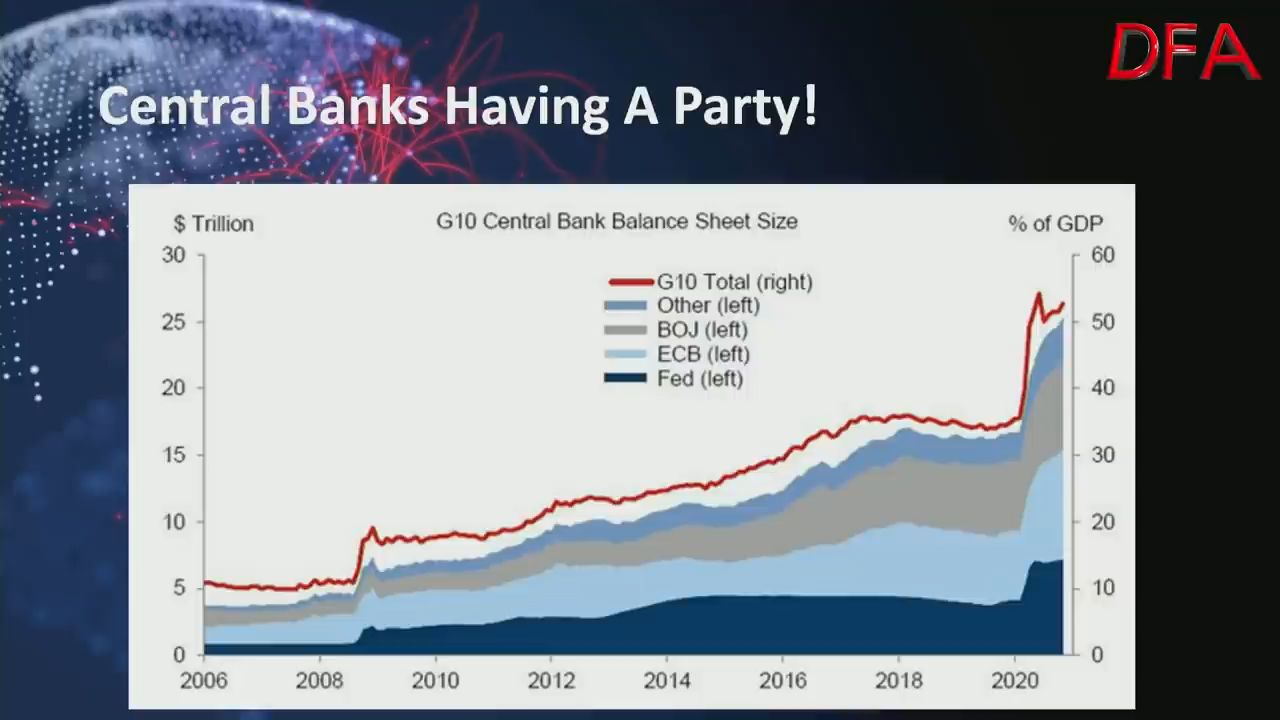 DFA
Central Banks Having A Party!
$ Trillion
G10 Central Bank Balance Sheet Size
% of GDP
30
25
20
15
10
5
0
G10 Total (right)
Other (left)
BOJ (left)
ECB (left)
Fed (left)
60
50
40
30
20
10
0
2006 2008 2010 2012 2014 2016 2018 2020